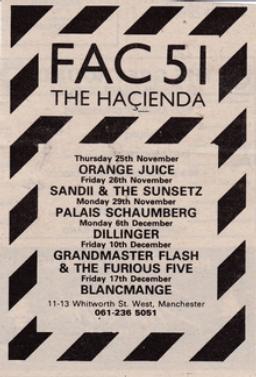 FAC 51
THE HAÇIENDA
Thursday 25th November
ORANGE JUICE
Friday 26th November
SANDII & THE SUNSETZ
Monday 29th November
PALAIS SCHAUMBERG
Monday 6th December
DILLINGER
Friday 10th December
GRANDMASTER FLASH
& THE FURIOUS FIVE
Friday 17th December
BLANCMANGE
11-13 Whitworth St. West, Manchester
061-236 5051